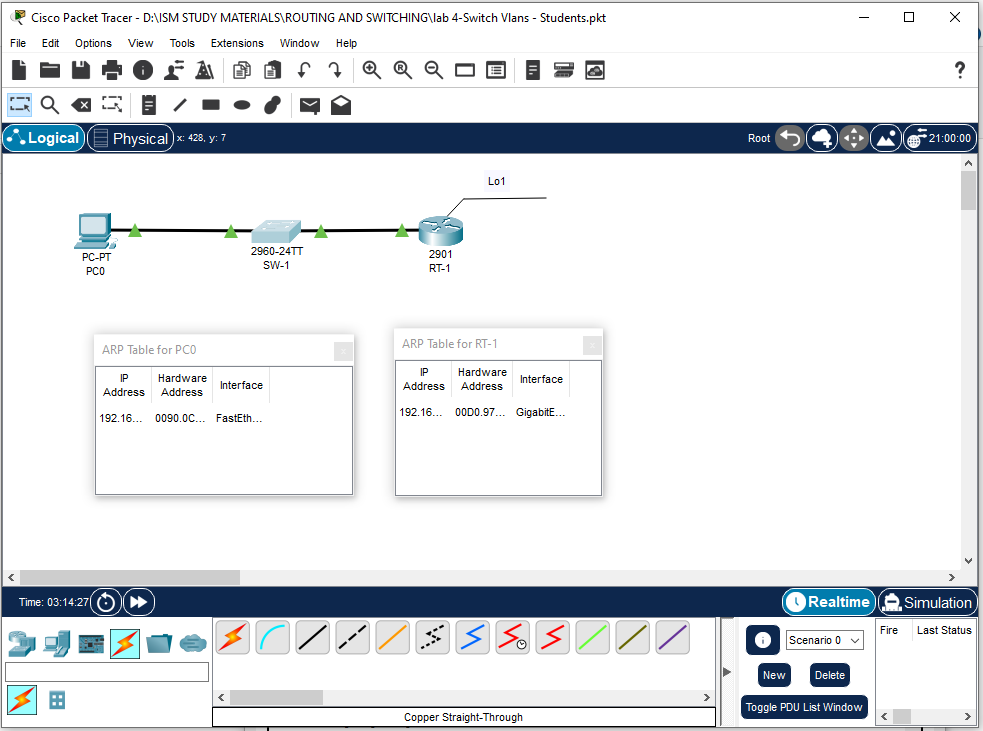 Cisco Packet Tracer - D:\ISM STUDY MATERIALS\ROUTING AND SWITCHING\lab 4-Switch Vlans - Students.pkt
File Edit Options View Tools Extensions Window Help
Logical Physical x: 428, y: 7 Root 21:00:00
Lo1
PC-PT
PC0
2960-24TT
SW-1
2901
RT-1
ARP Table for PC0
IP Address Hardware Address Interface
192.16... 0090.0C... FastEth...
ARP Table for RT-1
IP Address Hardware Address Interface
192.16... 00D0.97... GigabitE...
Time: 03:14:27 Realtime Simulation
Scenario 0
Fire Last Status
New Delete
Toggle PDU List Window
Copper Straight-Through